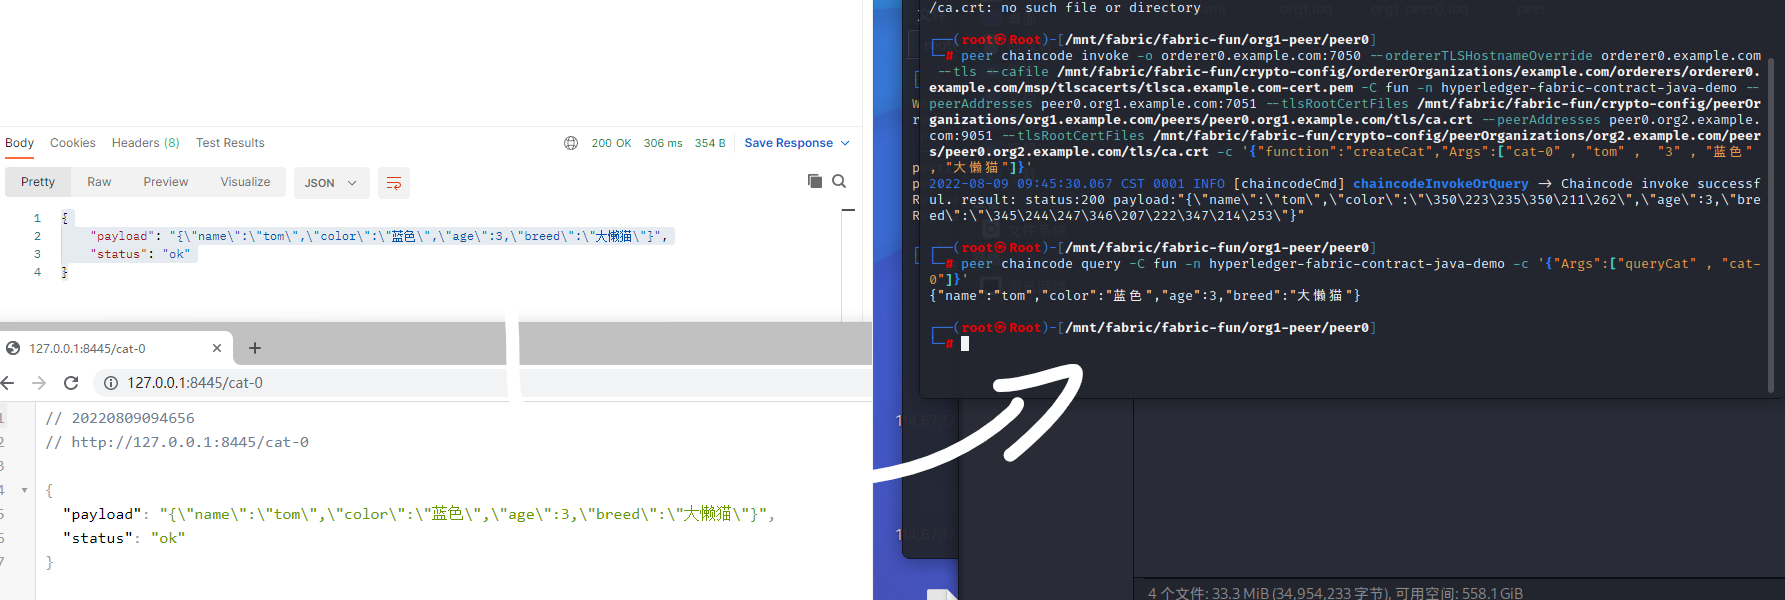 Body Cookies Headers (8) Test Results 200 OK 306 ms 354 B Save Response
Pretty Raw Preview Visualize JSON
1 {
2 "payload": "{\"name\":\"tom\",\"color\":\"蓝色\",\"age\":3,\"breed\":\"大懒猫\"}",
3 "status": "ok"
4 }
127.0.0.1:8445/cat-0
127.0.0.1:8445/cat-0
1 // 20220809094656
2 // http://127.0.0.1:8445/cat-0
3
4 {
5 "payload": "{\"name\":\"tom\",\"color\":\"蓝色\",\"age\":3,\"breed\":\"大懒猫\"}",
6 "status": "ok"
7 }
/ca.crt: no such file or directory
(root㉿Root)-[/mnt/fabric/fabric-fun/org1-peer/peer0]
# peer chaincode invoke -o orderer0.example.com:7050 --ordererTLSHostnameOverride orderer0.example.com
--tls --cafile /mnt/fabric/fabric-fun/crypto-config/ordererOrganizations/example.com/orderers/orderer0.
example.com/msp/tlscacerts/tlsca.example.com-cert.pem -C fun -n hyperledger-fabric-contract-java-demo --
peerAddresses peer0.org1.example.com:7051 --tlsRootCertFiles /mnt/fabric/fabric-fun/crypto-config/peerOr
ganizations/org1.example.com/peers/peer0.org1.example.com/tls/ca.crt --peerAddresses peer0.org2.example.
com:9051 --tlsRootCertFiles /mnt/fabric/fabric-fun/crypto-config/peerOrganizations/org2.example.com/peer
s/peer0.org2.example.com/tls/ca.crt -c '{"function":"createCat","Args":["cat-0" , "tom" , "3" , "蓝色"
, "大懒猫"]}'
2022-08-09 09:45:30.067 CST 0001 INFO [chaincodeCmd] chaincodeInvokeOrQuery -> Chaincode invoke successf
ul. result: status:200 payload:"{\"name\":\"tom\",\"color\":\"\350\223\235\350\211\262\",\"age\":3,\"bre
ed\":\"\345\244\247\346\207\222\347\214\253\"}"
(root㉿Root)-[/mnt/fabric/fabric-fun/org1-peer/peer0]
# peer chaincode query -C fun -n hyperledger-fabric-contract-java-demo -c '{"Args":["queryCat" , "cat-
0"]}'
{"name":"tom","color":"蓝色","age":3,"breed":"大懒猫"}
(root㉿Root)-[/mnt/fabric/fabric-fun/org1-peer/peer0]
#
4 个文件: 33.3 MiB (34,954,233 字节), 可用空间: 558.1 GiB